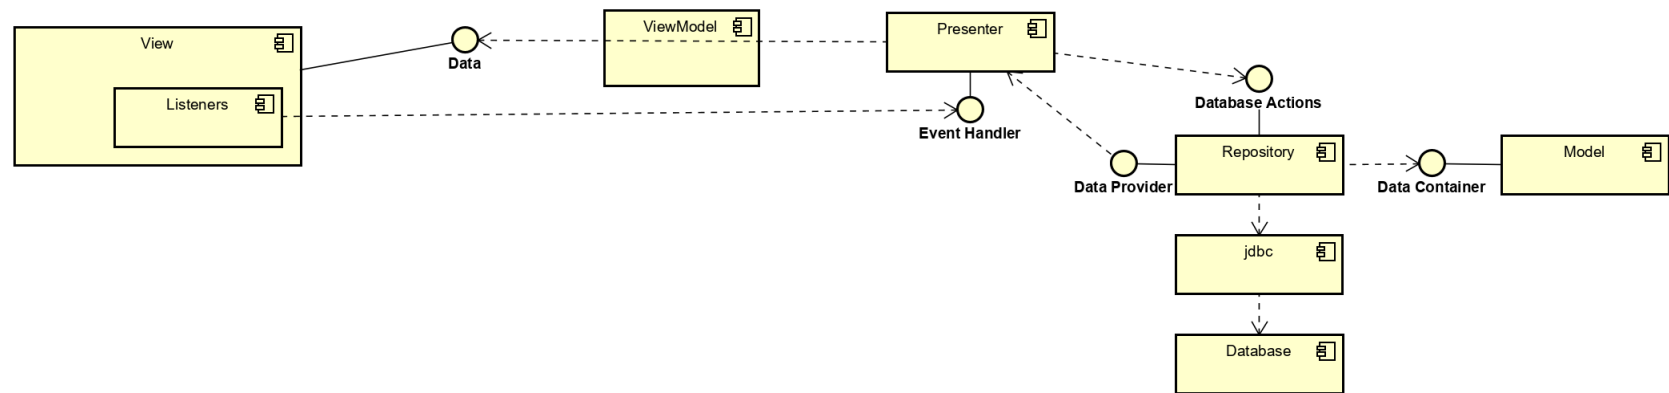 View
Listeners
Data
ViewModel
Presenter
Event Handler
Database Actions
Data Provider
Repository
Data Container
Model
jdbc
Database